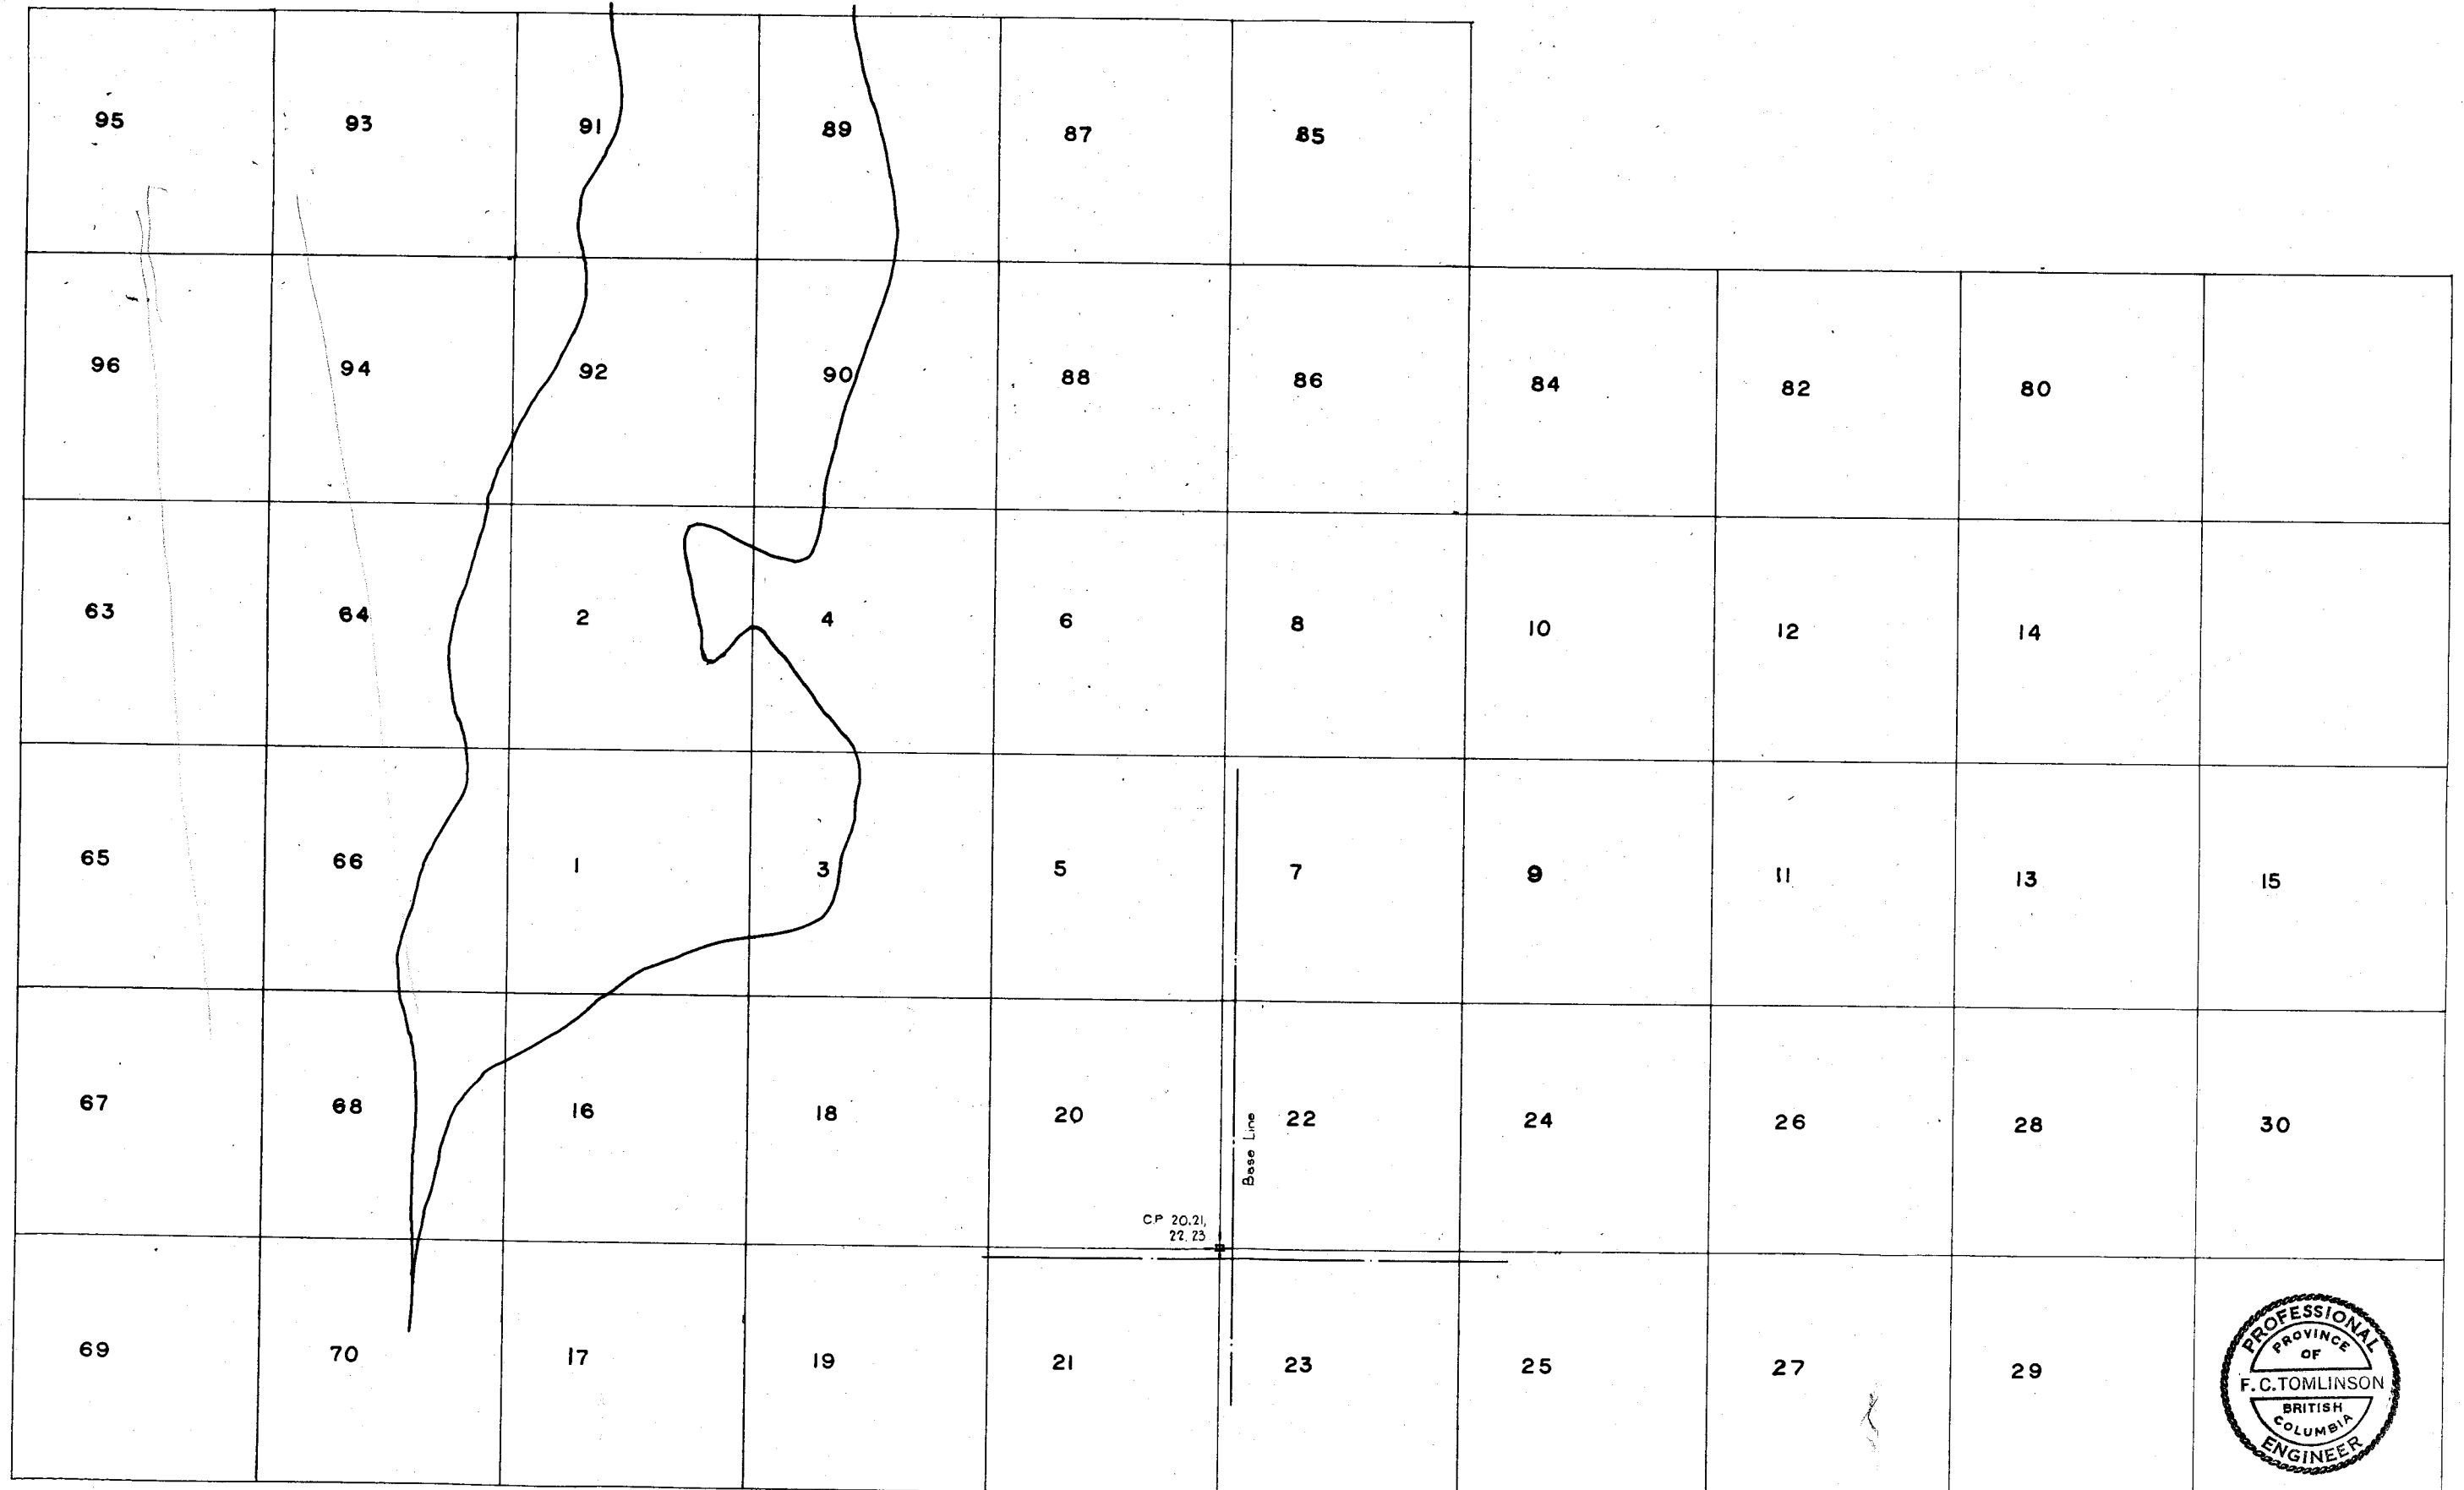 95 93 91 89 87 85
96 94 92 90 88 86 84 82 80
63 64 2 4 6 8 10 12 14
65 66 1 3 5 7 9 11 13 15
67 68 16 18 20 22 24 26 28 30
Base Line
C.P 20.21,
22, 23
69 70 17 19 21 23 25 27 29
PROFESSIONAL
PROVINCE
OF
F.C.TOMLINSON
BRITISH
COLUMBIA
ENGINEER